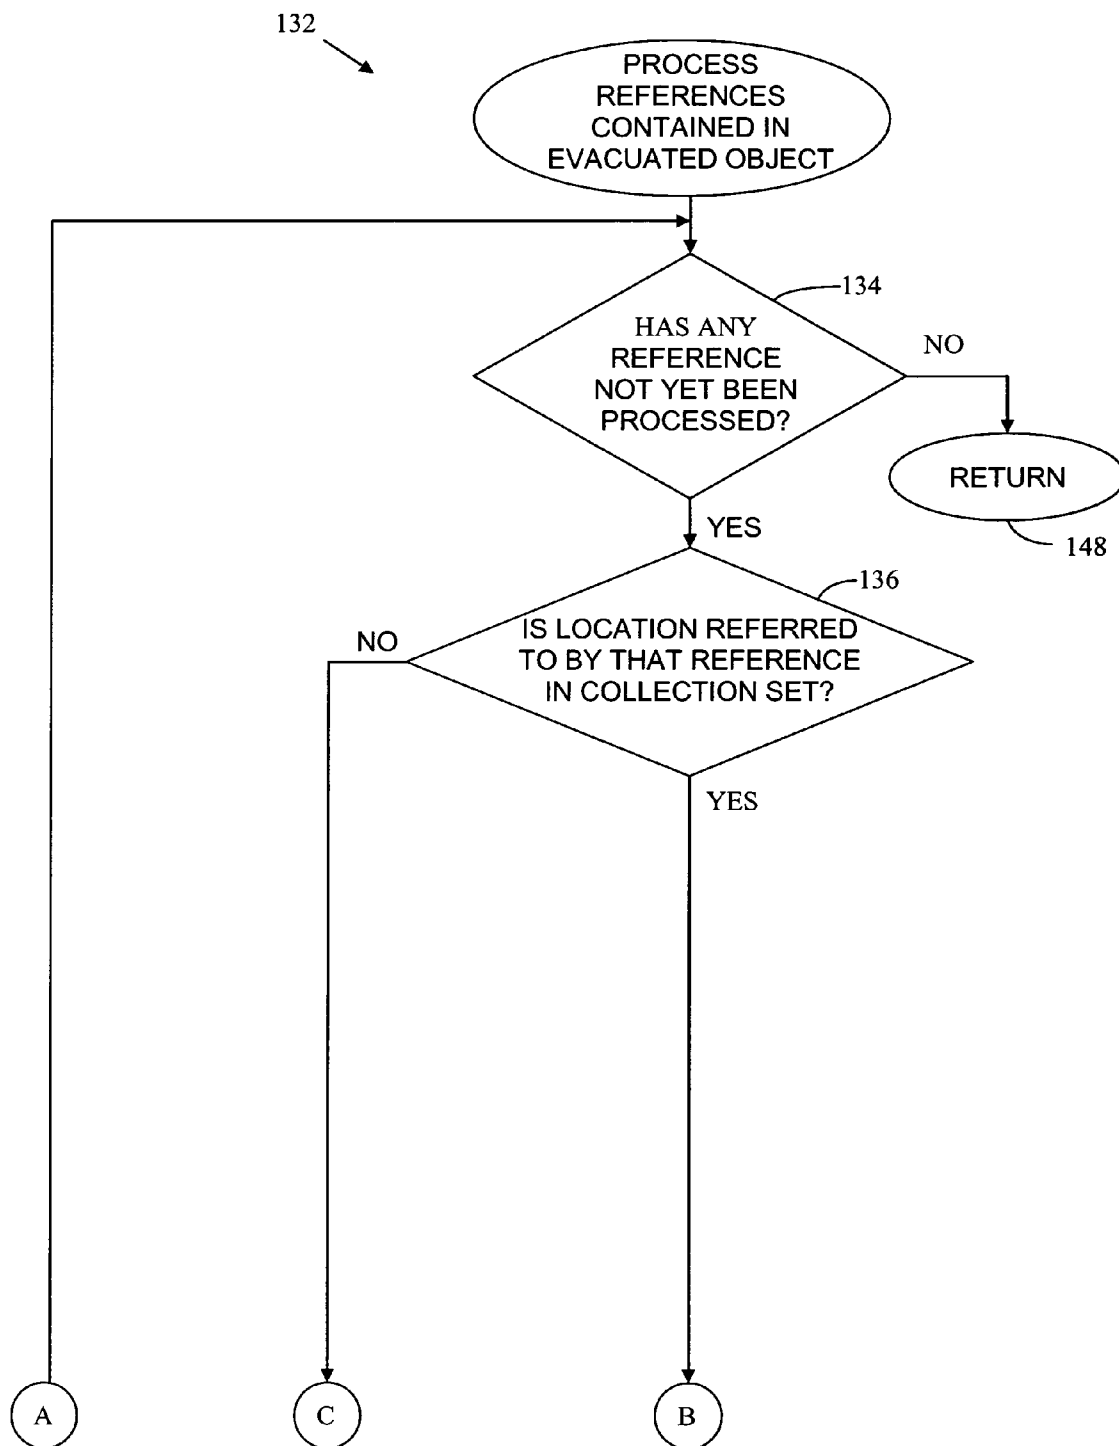 132
PROCESS
REFERENCES
CONTAINED IN
EVACUATED OBJECT
134
HAS ANY
REFERENCE
NOT YET BEEN
PROCESSED?
NO
RETURN
148
YES
136
IS LOCATION REFERRED
TO BY THAT REFERENCE
IN COLLECTION SET?
NO
YES
A
C
B